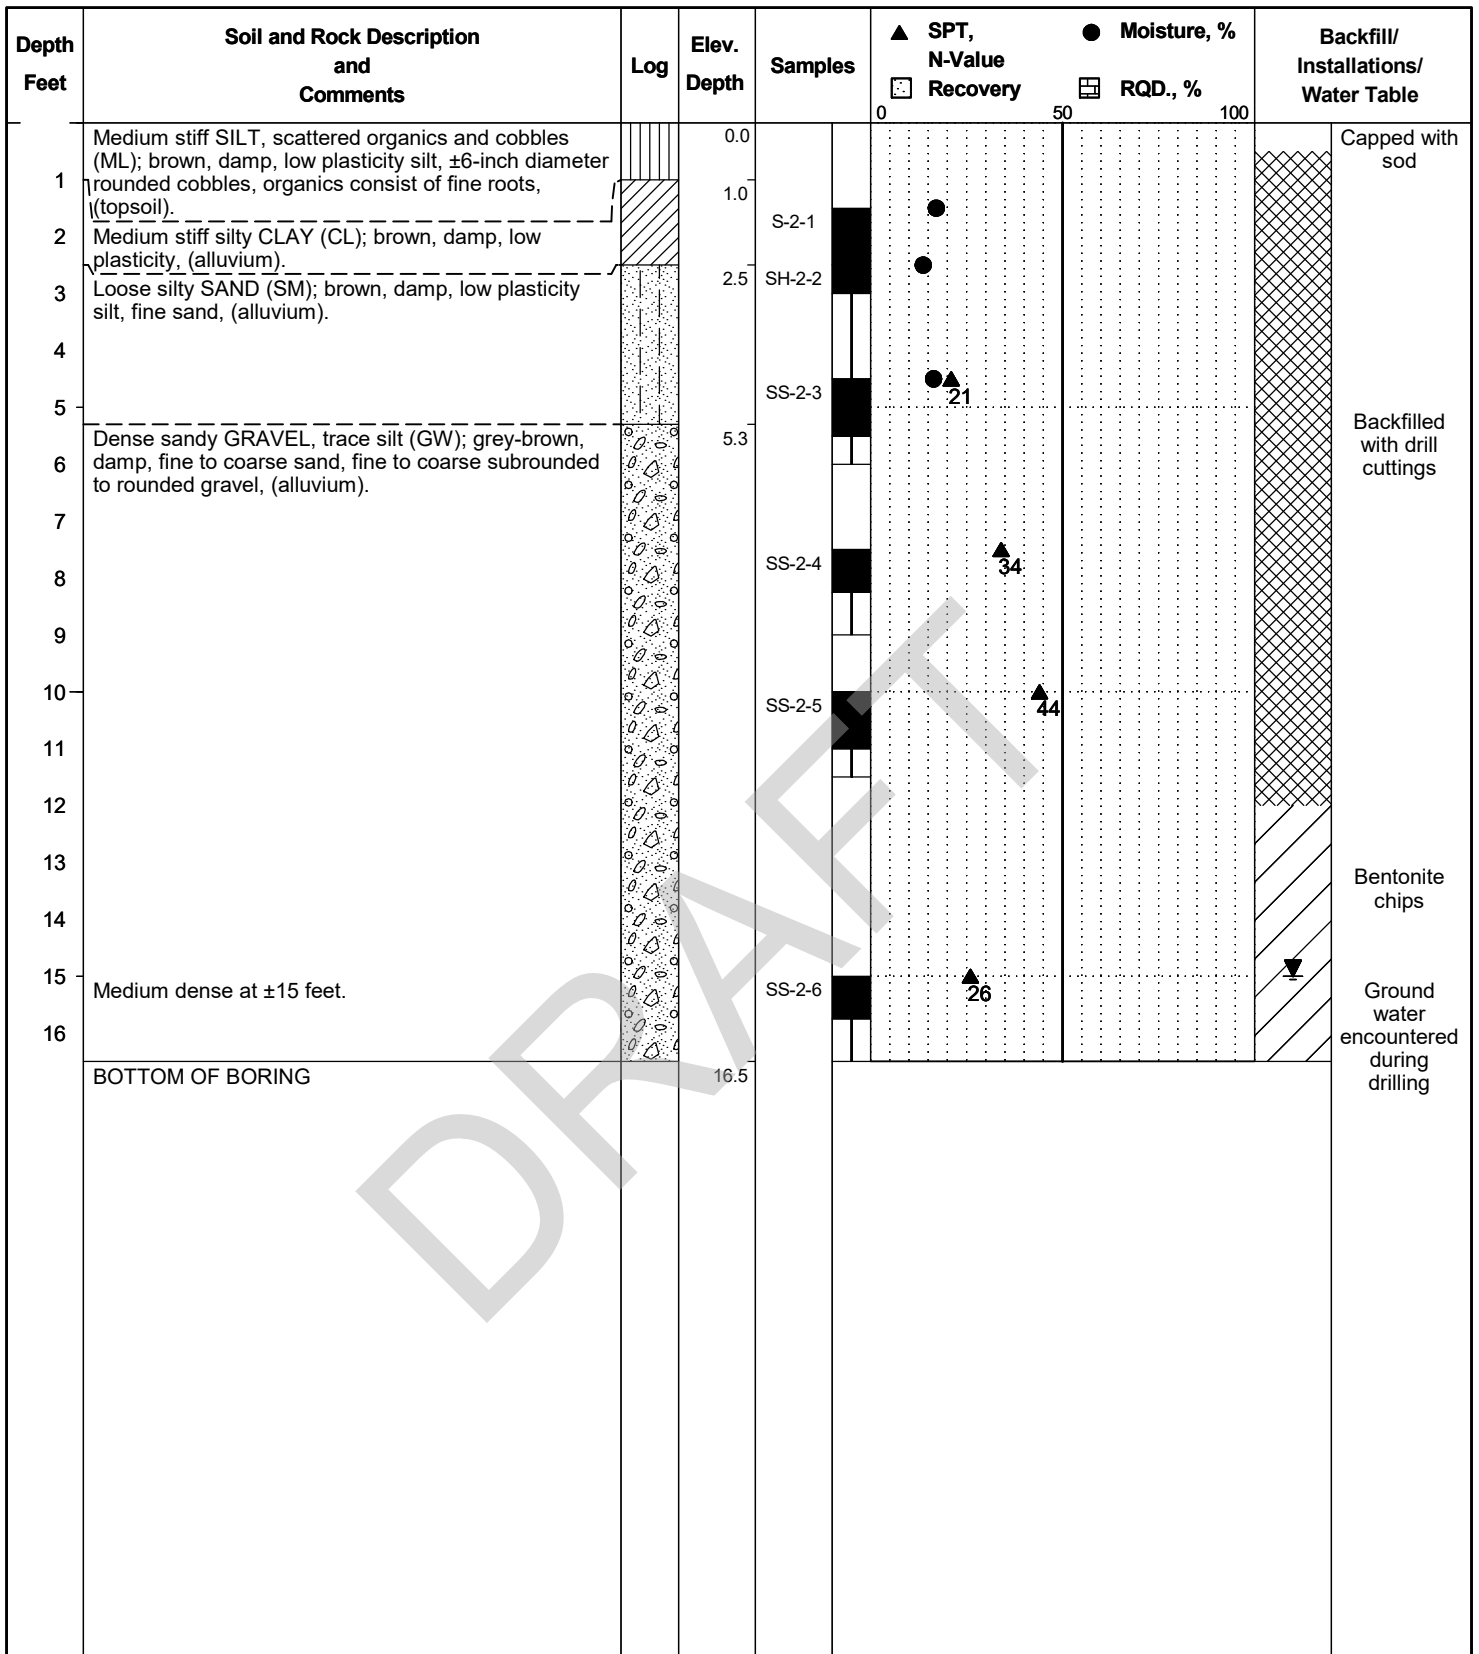 Depth
Feet
Soil and Rock Description
and
Comments
Log
Elev.
Depth
Samples
SPT,
N-Value
Moisture, %
Recovery
RQD., %
0
50
100
Backfill/
Installations/
Water Table
Medium stiff SILT, scattered organics and cobbles
(ML); brown, damp, low plasticity silt, ±6-inch diameter
rounded cobbles, organics consist of fine roots,
(topsoil).
Medium stiff silty CLAY (CL); brown, damp, low
plasticity, (alluvium).
Loose silty SAND (SM); brown, damp, low plasticity
silt, fine sand, (alluvium).
Dense sandy GRAVEL, trace silt (GW); grey-brown,
damp, fine to coarse sand, fine to coarse subrounded
to rounded gravel, (alluvium).
Medium dense at ±15 feet.
BOTTOM OF BORING
1
2
3
4
5
6
7
8
9
10
11
12
13
14
15
16
0.0
1.0
2.5
5.3
16.5
S-2-1
SH-2-2
SS-2-3
SS-2-4
SS-2-5
SS-2-6
21
34
44
26
Capped with
sod
Backfilled
with drill
cuttings
Bentonite
chips
Ground
water
encountered
during
drilling
DRAFT